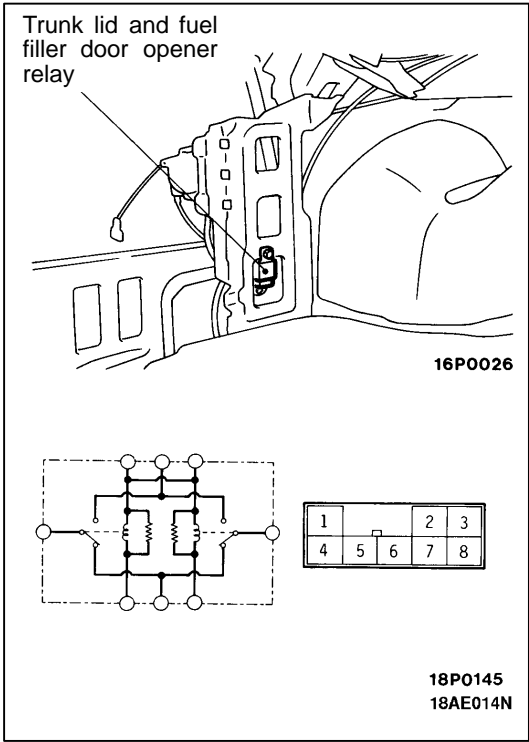 Trunk lid and fuel
filler door opener
relay
16P0026
1 2 3
4 5 6 7 8
18P0145
18AE014N